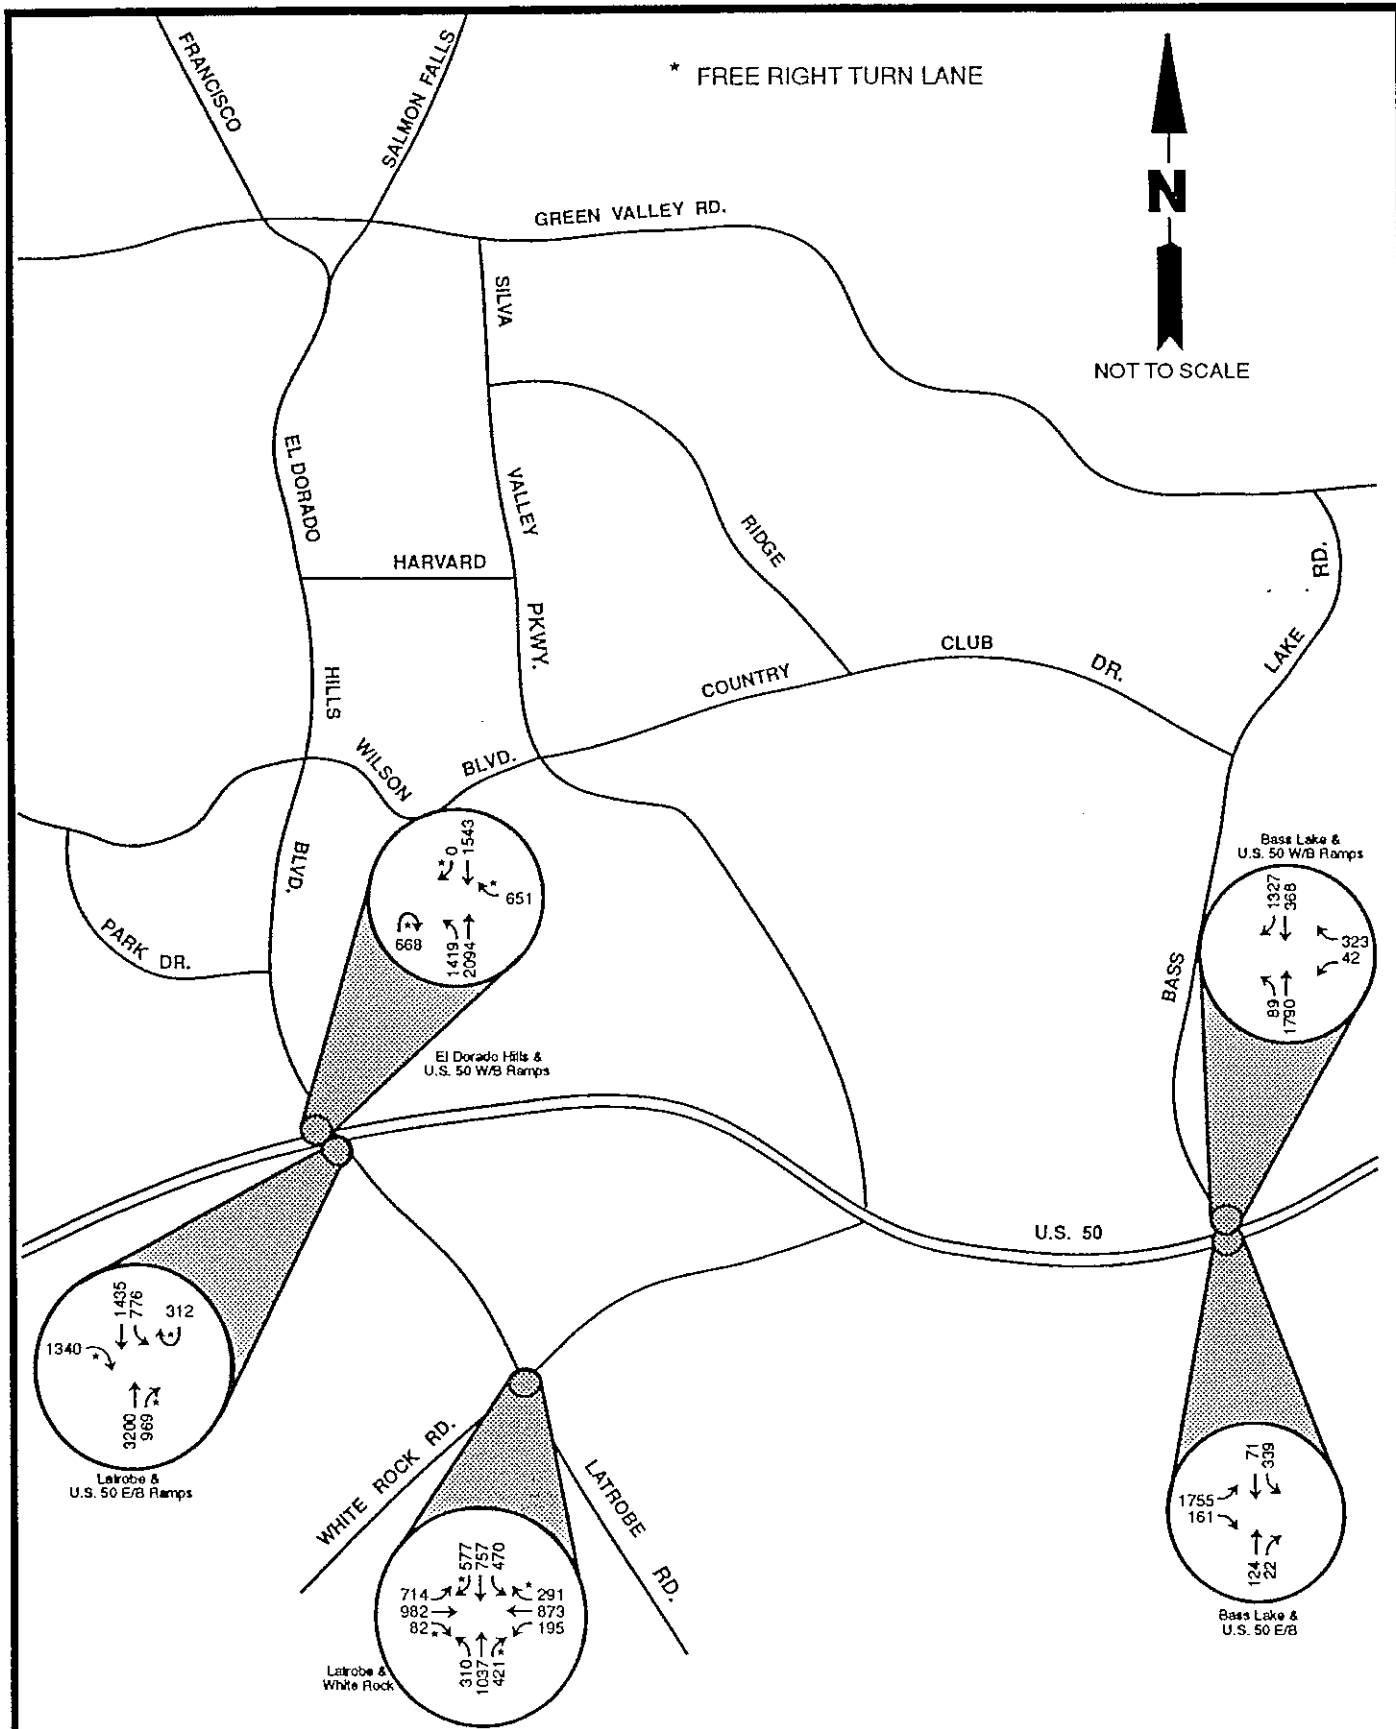 * FREE RIGHT TURN LANE
N
NOT TO SCALE
FRANCISCO
SALMON FALLS
GREEN VALLEY RD.
SILVA
VALLEY
PKWY.
EL DORADO
HILLS
BLVD.
HARVARD
RIDGE
COUNTRY
CLUB
DR.
BASS
LAKE
RD.
WILSON
BLVD.
PARK DR.
0
1543
* *
651
*
668
1419
2094
El Dorado Hills &
U.S. 50 W/B Ramps
Bass Lake &
U.S. 50 W/B Ramps
1327
368
323
42
89
1790
U.S. 50
1435
776
312
*
1340
*
3200
969
*
Latrobe &
U.S. 50 E/B Ramps
WHITE ROCK RD.
LATROBE
RD.
577
757
470
* *
714
982
82
*
291
873
195
310
1037
421
*
Latrobe &
White Rock
71
339
1755
161
124
22
Bass Lake &
U.S. 50 E/B